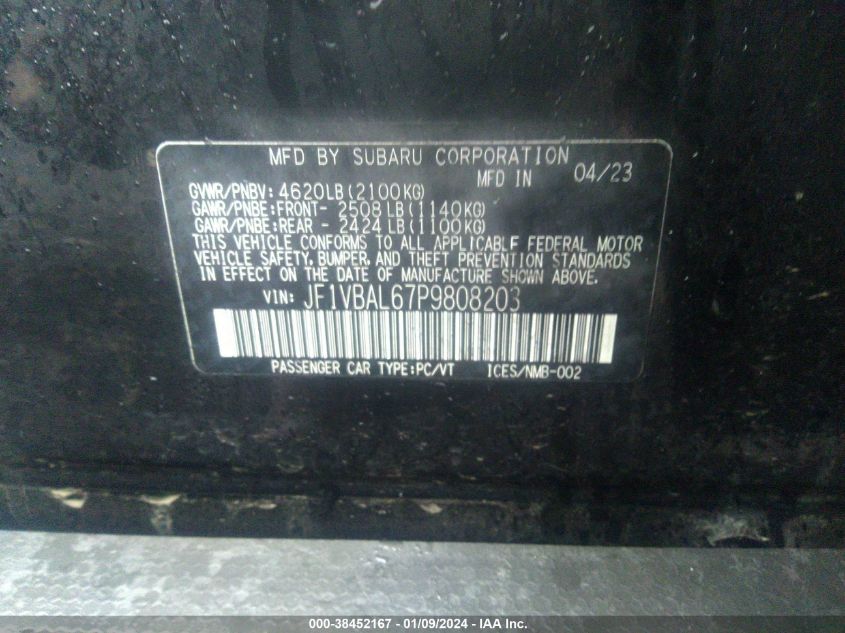 MFD BY SUBARU CORPORATION
MFD IN 04/23
GVWR/PNBV: 4620LB(2100KG)
GAWR/PNBE:FRONT- 2508 LB(1140KG)
GAWR/PNBE:REAR - 2424 LB(1100KG)
THIS VEHICLE CONFORMS TO ALL APPLICABLE FEDERAL MOTOR
VEHICLE SAFETY, BUMPER, AND THEFT PREVENTION STANDARDS
IN EFFECT ON THE DATE OF MANUFACTURE SHOWN ABOVE.
VIN: JF1VBAL67P9808203
PASSENGER CAR TYPE:PC/VT ICES/NMB-002
000-38452167 - 01/09/2024 - IAA Inc.